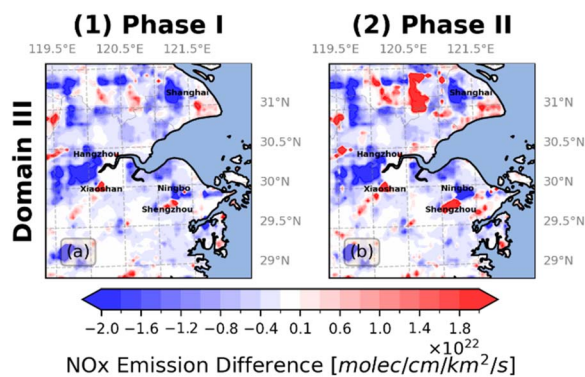 (1) Phase I
(2) Phase II
119.5°E 120.5°E 121.5°E
119.5°E 120.5°E 121.5°E
Domain III
Shanghai
Hangzhou
Xiaoshan
Ningbo
Shengzhou
(a)
Shanghai
Hangzhou
Xiaoshan
Ningbo
Shengzhou
(b)
31°N
30.5°N
30°N
29.5°N
29°N
31°N
30.5°N
30°N
29.5°N
29°N
-2.0 -1.6 -1.2 -0.8 -0.4 0.1 0.6 1.0 1.4 1.8
×10²²
NOx Emission Difference [molec/cm/km²/s]